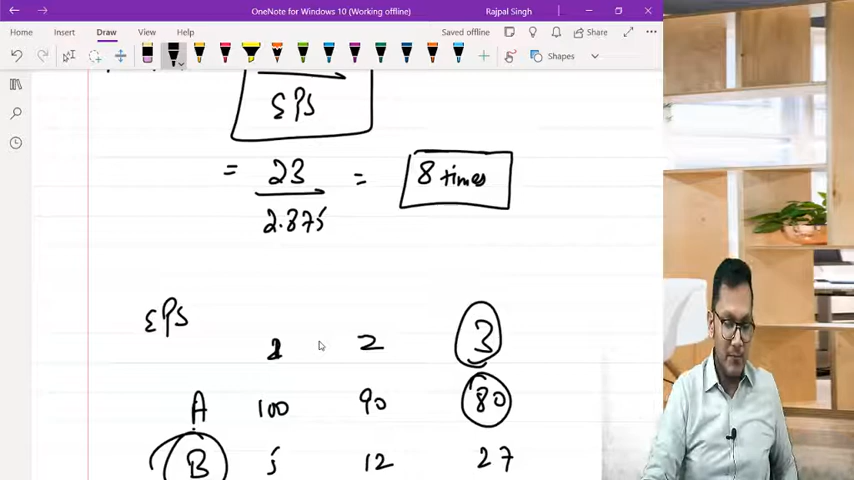 OneNote for Windows 10 (Working offline)
Rajpal Singh
Home Insert Draw View Help Saved offline Share
Shapes
EPS
= 23 = 8 times
2.875
EPS
1 2 3
A 100 90 80
B 5 12 27